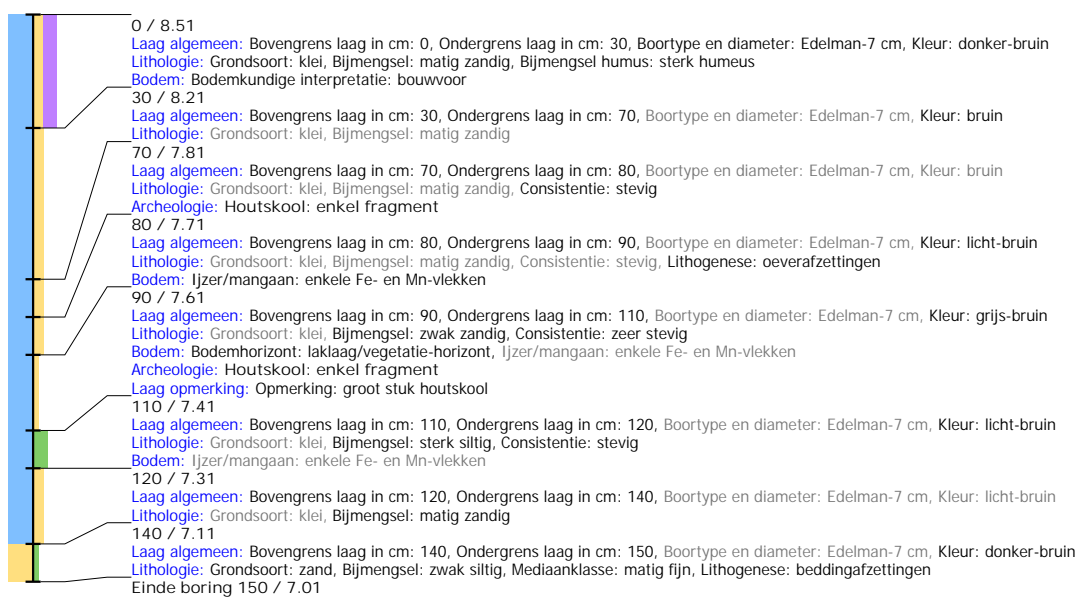 0 / 8.51
Laag algemeen: Bovengrens laag in cm: 0, Ondergrens laag in cm: 30, Boortype en diameter: Edelman-7 cm, Kleur: donker-bruin
Lithologie: Grondsoort: klei, Bijmengsel: matig zandig, Bijmengsel humus: sterk humeus
Bodem: Bodemkundige interpretatie: bouwvoor
30 / 8.21
Laag algemeen: Bovengrens laag in cm: 30, Ondergrens laag in cm: 70, Boortype en diameter: Edelman-7 cm, Kleur: bruin
Lithologie: Grondsoort: klei, Bijmengsel: matig zandig
70 / 7.81
Laag algemeen: Bovengrens laag in cm: 70, Ondergrens laag in cm: 80, Boortype en diameter: Edelman-7 cm, Kleur: bruin
Lithologie: Grondsoort: klei, Bijmengsel: matig zandig, Consistentie: stevig
Archeologie: Houtskool: enkel fragment
80 / 7.71
Laag algemeen: Bovengrens laag in cm: 80, Ondergrens laag in cm: 90, Boortype en diameter: Edelman-7 cm, Kleur: licht-bruin
Lithologie: Grondsoort: klei, Bijmengsel: matig zandig, Consistentie: stevig, Lithogenese: oeverafzettingen
Bodem: Ijzer/mangaan: enkele Fe- en Mn-vlekken
90 / 7.61
Laag algemeen: Bovengrens laag in cm: 90, Ondergrens laag in cm: 110, Boortype en diameter: Edelman-7 cm, Kleur: grijs-bruin
Lithologie: Grondsoort: klei, Bijmengsel: zwak zandig, Consistentie: zeer stevig
Bodem: Bodemhorizont: laklaag/vegetatie-horizont, Ijzer/mangaan: enkele Fe- en Mn-vlekken
Archeologie: Houtskool: enkel fragment
Laag opmerking: Opmerking: groot stuk houtskool
110 / 7.41
Laag algemeen: Bovengrens laag in cm: 110, Ondergrens laag in cm: 120, Boortype en diameter: Edelman-7 cm, Kleur: licht-bruin
Lithologie: Grondsoort: klei, Bijmengsel: sterk siltig, Consistentie: stevig
Bodem: Ijzer/mangaan: enkele Fe- en Mn-vlekken
120 / 7.31
Laag algemeen: Bovengrens laag in cm: 120, Ondergrens laag in cm: 140, Boortype en diameter: Edelman-7 cm, Kleur: licht-bruin
Lithologie: Grondsoort: klei, Bijmengsel: matig zandig
140 / 7.11
Laag algemeen: Bovengrens laag in cm: 140, Ondergrens laag in cm: 150, Boortype en diameter: Edelman-7 cm, Kleur: donker-bruin
Lithologie: Grondsoort: zand, Bijmengsel: zwak siltig, Mediaanklasse: matig fijn, Lithogenese: beddingafzettingen
Einde boring 150 / 7.01